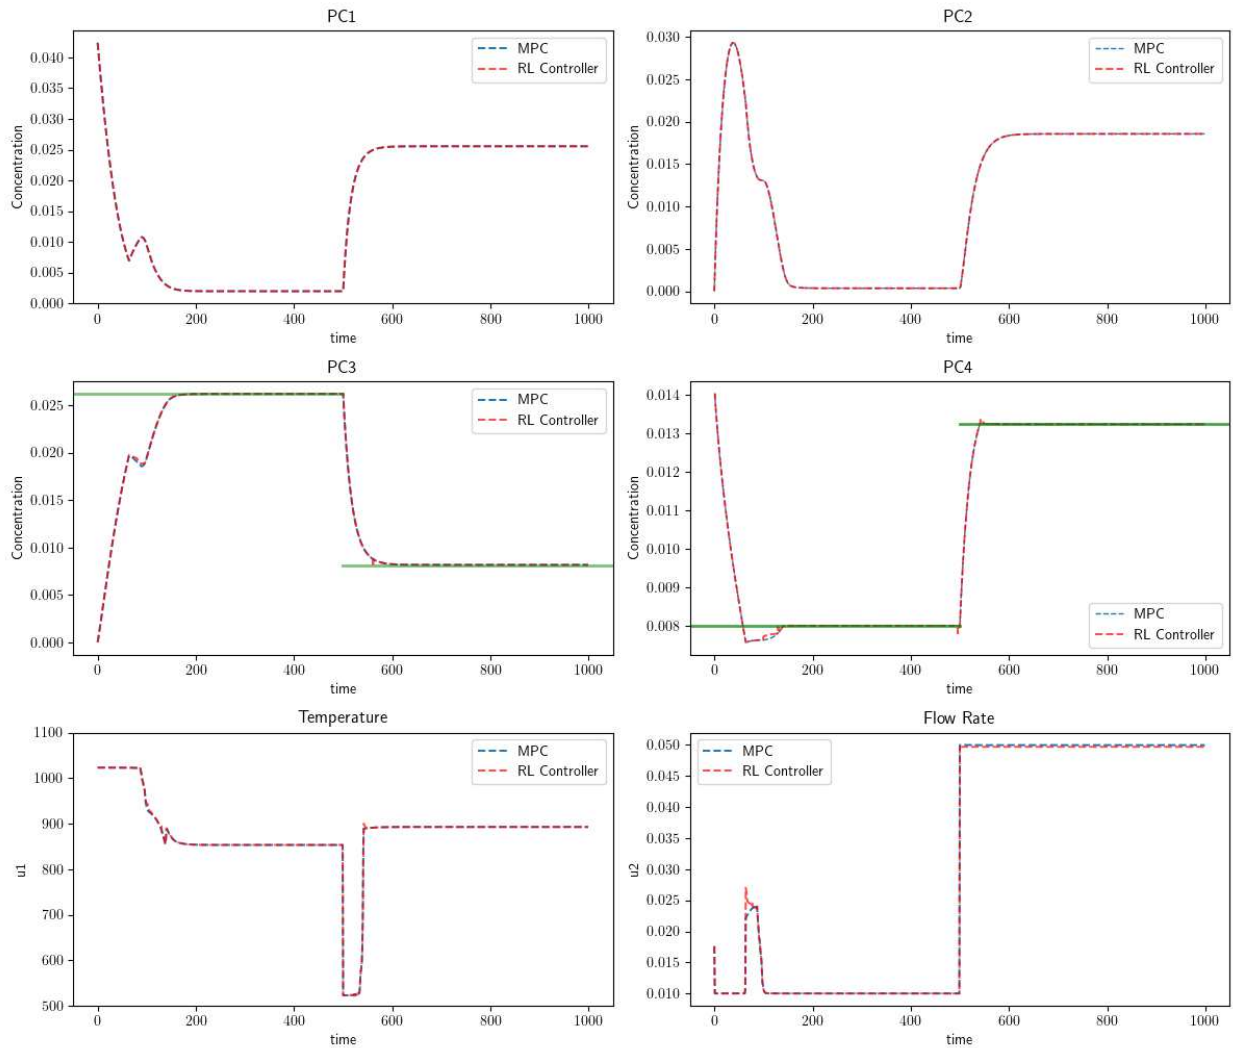 PC1
0.040
0.035
0.030
0.025
0.020
0.015
0.010
0.005
0.000
Concentration
0
200
400
600
800
1000
time
MPC
RL Controller
PC2
0.030
0.025
0.020
0.015
0.010
0.005
0.000
Concentration
0
200
400
600
800
1000
time
MPC
RL Controller
PC3
0.025
0.020
0.015
0.010
0.005
0.000
Concentration
0
200
400
600
800
1000
time
MPC
RL Controller
PC4
0.014
0.013
0.012
0.011
0.010
0.009
0.008
Concentration
0
200
400
600
800
1000
time
MPC
RL Controller
Temperature
1100
1000
900
800
700
600
500
u1
0
200
400
600
800
1000
time
MPC
RL Controller
Flow Rate
0.050
0.045
0.040
0.035
0.030
0.025
0.020
0.015
0.010
u2
0
200
400
600
800
1000
time
MPC
RL Controller